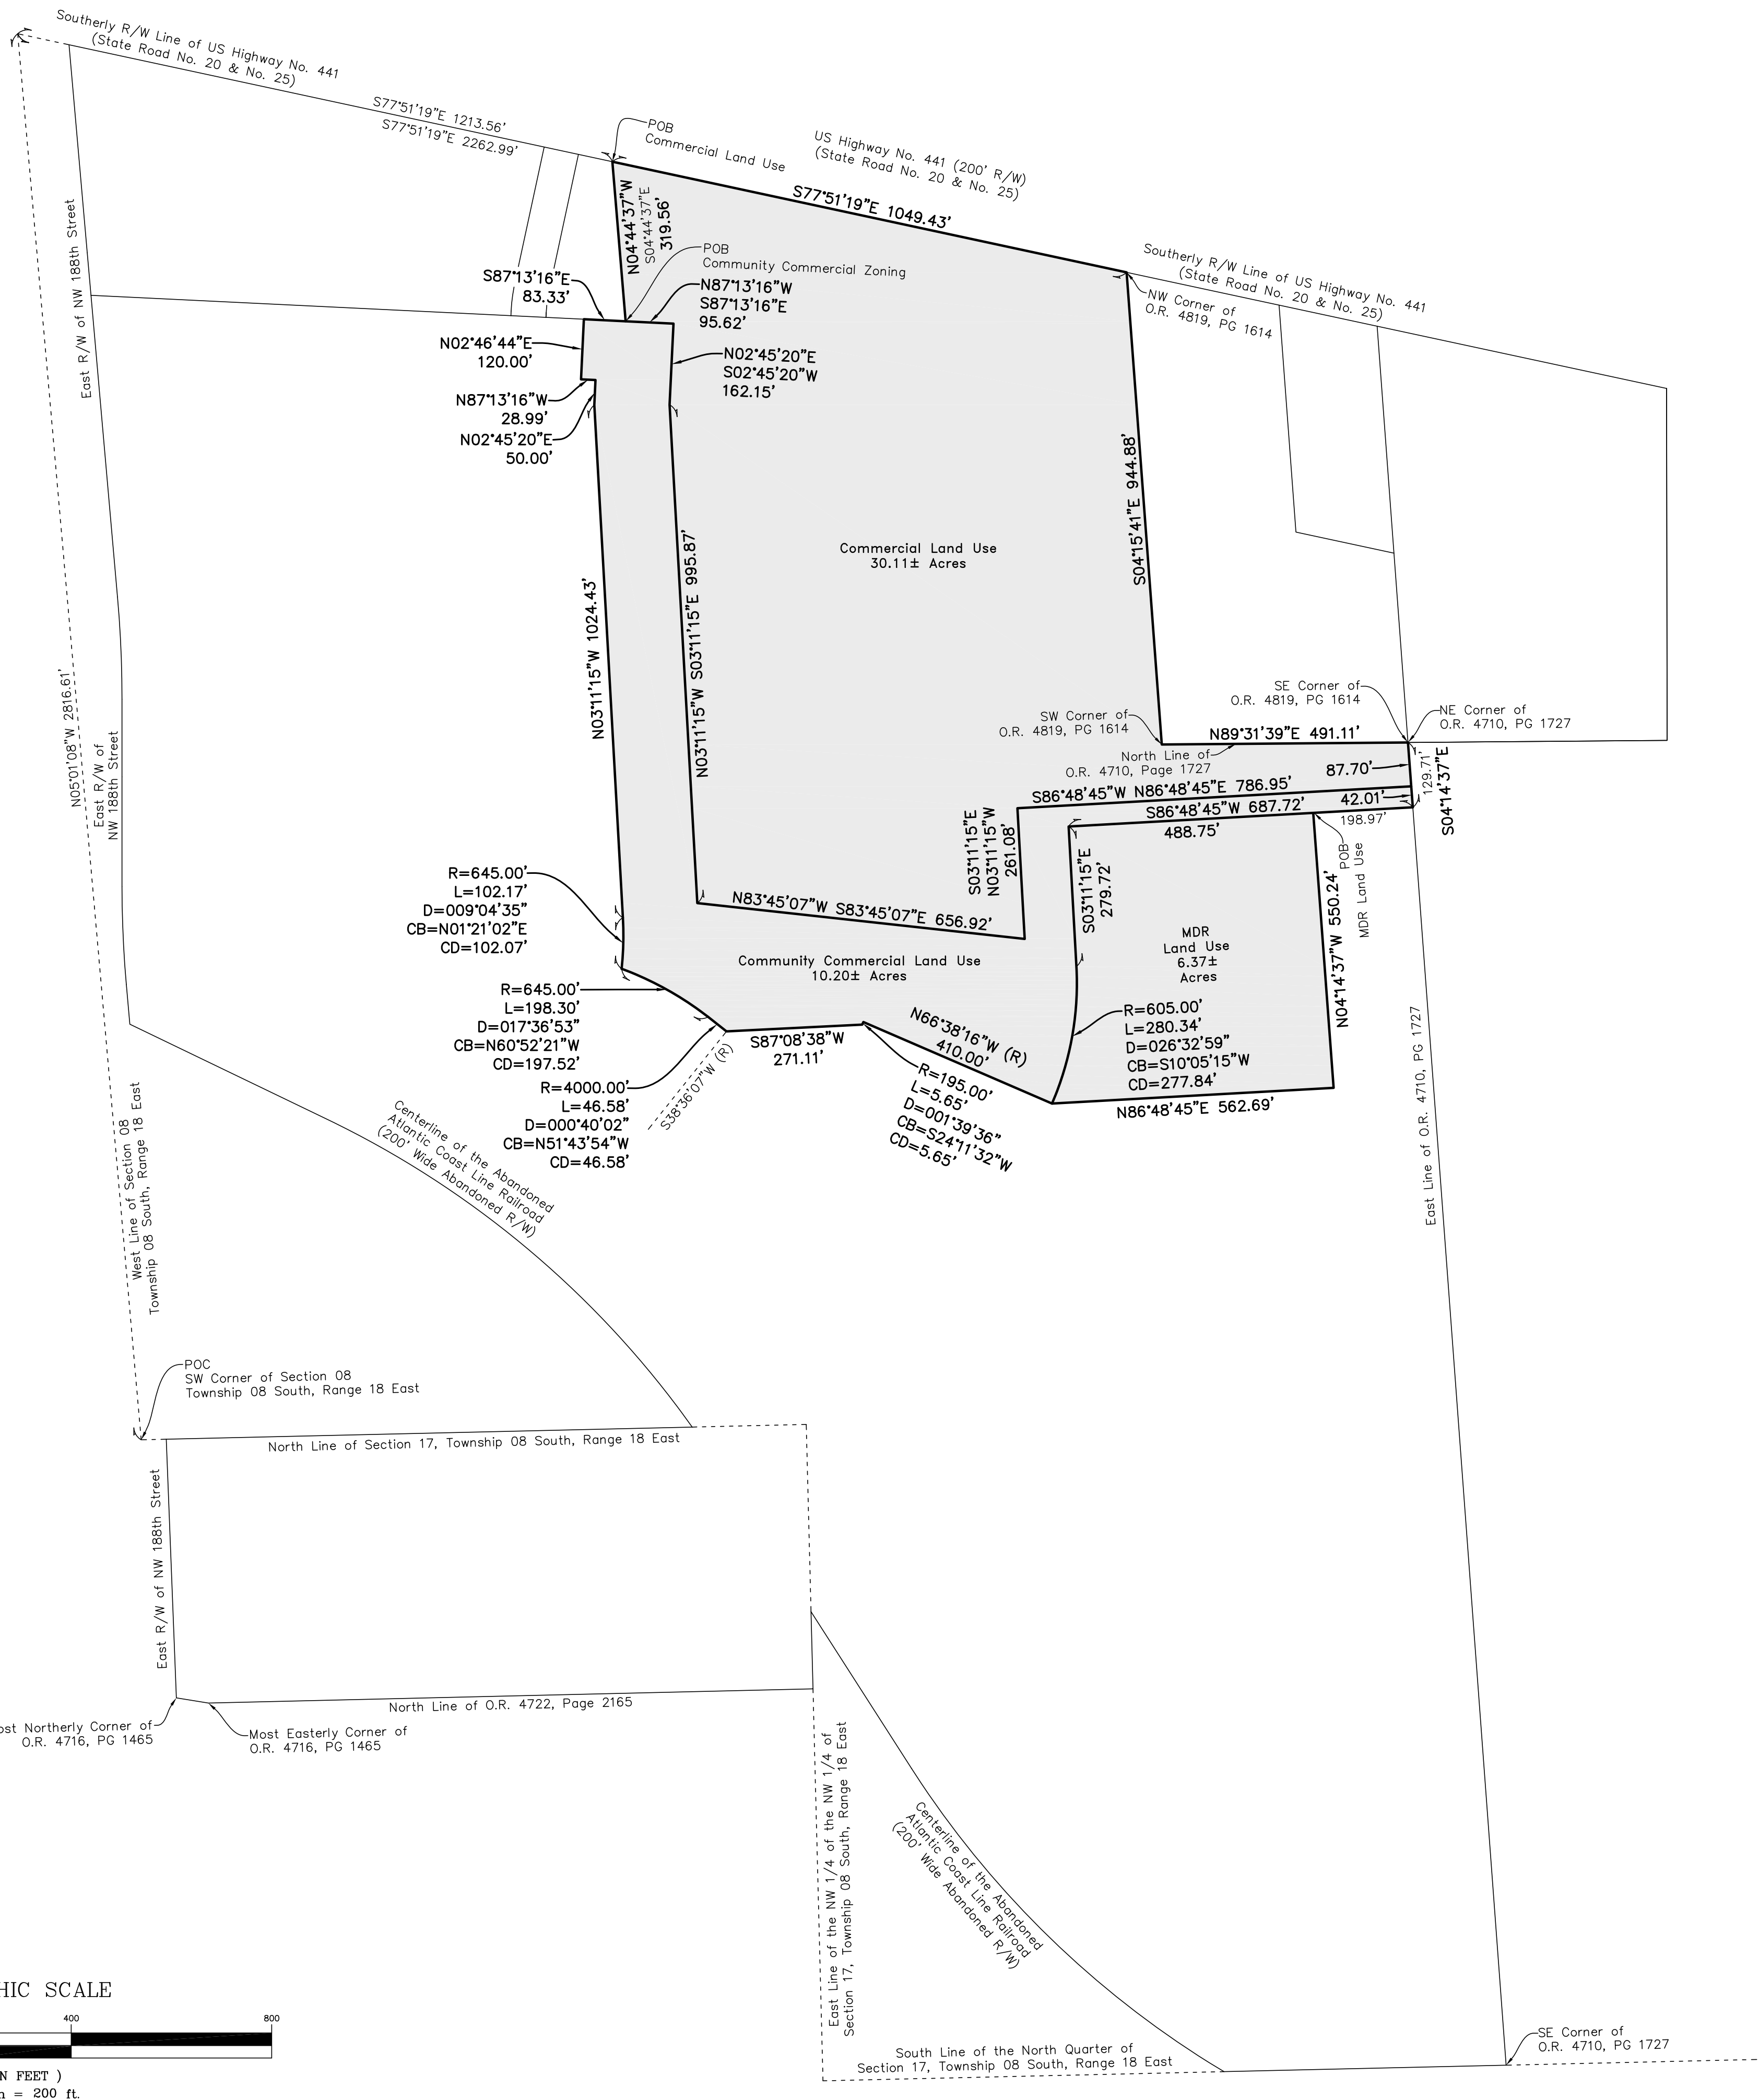 Southerly R/W Line of US Highway No. 441
(State Road No. 20 & No. 25)
S77°51'19"E 1213.56'
S77°51'19"E 2262.99'
POB
Commercial Land Use
US Highway No. 441 (200' R/W)
(State Road No. 20 & No. 25)
S77°51'19"E 1049.43'
N04°44'37"W
S04°44'37"E
319.56'
POB
Community Commercial Zoning
Southerly R/W Line of US Highway No. 441
(State Road No. 20 & No. 25)
NW Corner of
O.R. 4819, PG 1614
East R/W of NW 188th Street
S87°13'16"E
83.33'
N87°13'16"W
S87°13'16"E
95.62'
N02°46'44"E
120.00'
N02°45'20"E
S02°45'20"W
162.15'
N87°13'16"W
28.99'
N02°45'20"E
50.00'
S04°15'41"E 944.88'
Commercial Land Use
30.11± Acres
N03°11'15"W 1024.43'
N03°11'15"W S03°11'15"E 995.87'
N05°01'08"W 2816.61'
East R/W of
NW 188th Street
SE Corner of
O.R. 4819, PG 1614
SW Corner of
O.R. 4819, PG 1614
NE Corner of
O.R. 4710, PG 1727
N89°31'39"E 491.11'
North Line of
O.R. 4710, Page 1727
87.70'
129.71'
S04°14'37"E
S86°48'45"W N86°48'45"E 786.95'
42.01'
S86°48'45"W 687.72'
488.75'
198.97'
POB
MDR Land Use
S03°11'15"E
N03°11'15"W
261.08'
S03°11'15"E
279.72'
N04°14'37"W 550.24'
R=645.00'
L=102.17'
D=009°04'35"
CB=N01°21'02"E
CD=102.07'
N83°45'07"W S83°45'07"E 656.92'
MDR
Land Use
6.37±
Acres
Community Commercial Land Use
10.20± Acres
R=645.00'
L=198.30'
D=017°36'53"
CB=N60°52'21"W
CD=197.52'
R=4000.00'
L=46.58'
D=000°40'02"
CB=N51°43'54"W
CD=46.58'
S38°36'07"W (R)
S87°08'38"W
271.11'
N66°38'16"W (R)
410.00'
R=195.00'
L=5.65'
D=001°39'36"
CB=S24°11'32"W
CD=5.65'
R=605.00'
L=280.34'
D=026°32'59"
CB=S10°05'15"W
CD=277.84'
N86°48'45"E 562.69'
East Line of O.R. 4710, PG 1727
West Line of Section 08
Township 08 South, Range 18 East
Centerline of the Abandoned
Atlantic Coast Line Railroad
(200' Wide Abandoned R/W)
POC
SW Corner of Section 08
Township 08 South, Range 18 East
North Line of Section 17, Township 08 South, Range 18 East
East R/W of NW 188th Street
North Line of O.R. 4722, Page 2165
ost Northerly Corner of
O.R. 4716, PG 1465
Most Easterly Corner of
O.R. 4716, PG 1465
East Line of the NW 1/4 of the NW 1/4 of
Section 17, Township 08 South, Range 18 East
Centerline of the Abandoned
Atlantic Coast Line Railroad
(200' Wide Abandoned R/W)
HIC SCALE
400
800
N FEET )
h = 200 ft.
South Line of the North Quarter of
Section 17, Township 08 South, Range 18 East
SE Corner of
O.R. 4710, PG 1727